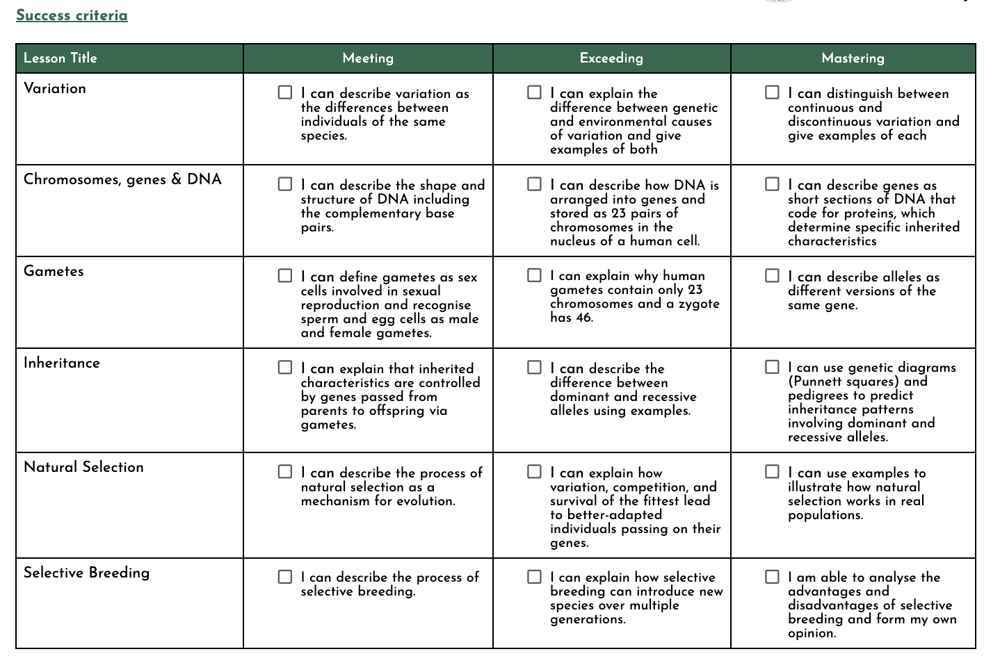 Success criteria
Lesson Title
Meeting
Exceeding
Mastering
Variation
I can describe variation as
the differences between
individuals of the same
species.
I can explain the
difference between genetic
and environmental causes
of variation and give
examples of both
I can distinguish between
continuous and
discontinuous variation and
give examples of each
Chromosomes, genes & DNA
I can describe the shape and
structure of DNA including
the complementary base
pairs.
I can describe how DNA is
arranged into genes and
stored as 23 pairs of
chromosomes in the
nucleus of a human cell.
I can describe genes as
short sections of DNA that
code for proteins, which
determine specific inherited
characteristics
Gametes
I can define gametes as sex
cells involved in sexual
reproduction and recognise
sperm and egg cells as male
and female gametes.
I can explain why human
gametes contain only 23
chromosomes and a zygote
has 46.
I can describe alleles as
different versions of the
same gene.
Inheritance
I can explain that inherited
characteristics are controlled
by genes passed from
parents to offspring via
gametes.
I can describe the
difference between
dominant and recessive
alleles using examples.
I can use genetic diagrams
(Punnett squares) and
pedigrees to predict
inheritance patterns
involving dominant and
recessive alleles.
Natural Selection
I can describe the process of
natural selection as a
mechanism for evolution.
I can explain how
variation, competition, and
survival of the fittest lead
to better-adapted
individuals passing on their
genes.
I can use examples to
illustrate how natural
selection works in real
populations.
Selective Breeding
I can describe the process of
selective breeding.
I can explain how selective
breeding can introduce new
species over multiple
generations.
I am able to analyse the
advantages and
disadvantages of selective
breeding and form my own
opinion.